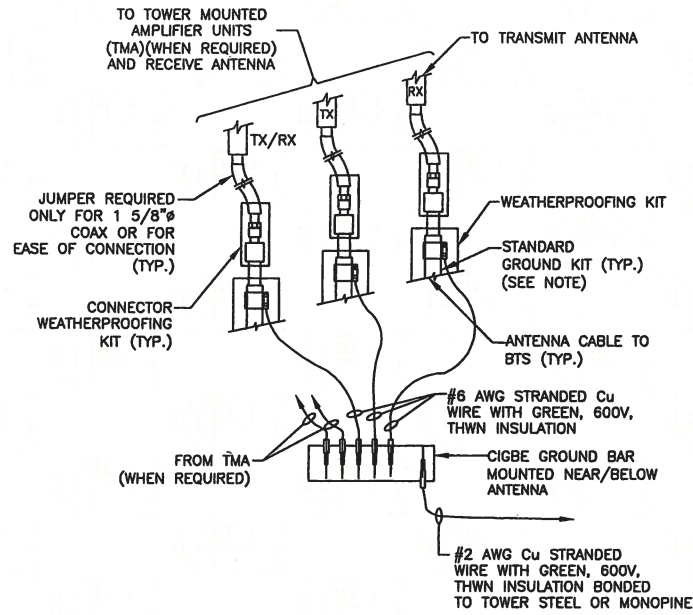 TO TOWER MOUNTED
AMPLIFIER UNITS
(TMA)(WHEN REQUIRED)
AND RECEIVE ANTENNA
TO TRANSMIT ANTENNA
RX
TX
TX/RX
JUMPER REQUIRED
ONLY FOR 1 5/8"ø
COAX OR FOR
EASE OF CONNECTION
(TYP.)
WEATHERPROOFING KIT
STANDARD
GROUND KIT (TYP.)
(SEE NOTE)
CONNECTOR
WEATHERPROOFING
KIT (TYP.)
ANTENNA CABLE TO
BTS (TYP.)
#6 AWG STRANDED Cu
WIRE WITH GREEN, 600V,
THWN INSULATION
FROM TMA
(WHEN REQUIRED)
CIGBE GROUND BAR
MOUNTED NEAR/BELOW
ANTENNA
#2 AWG Cu STRANDED
WIRE WITH GREEN, 600V,
THWN INSULATION BONDED
TO TOWER STEEL OR MONOPINE